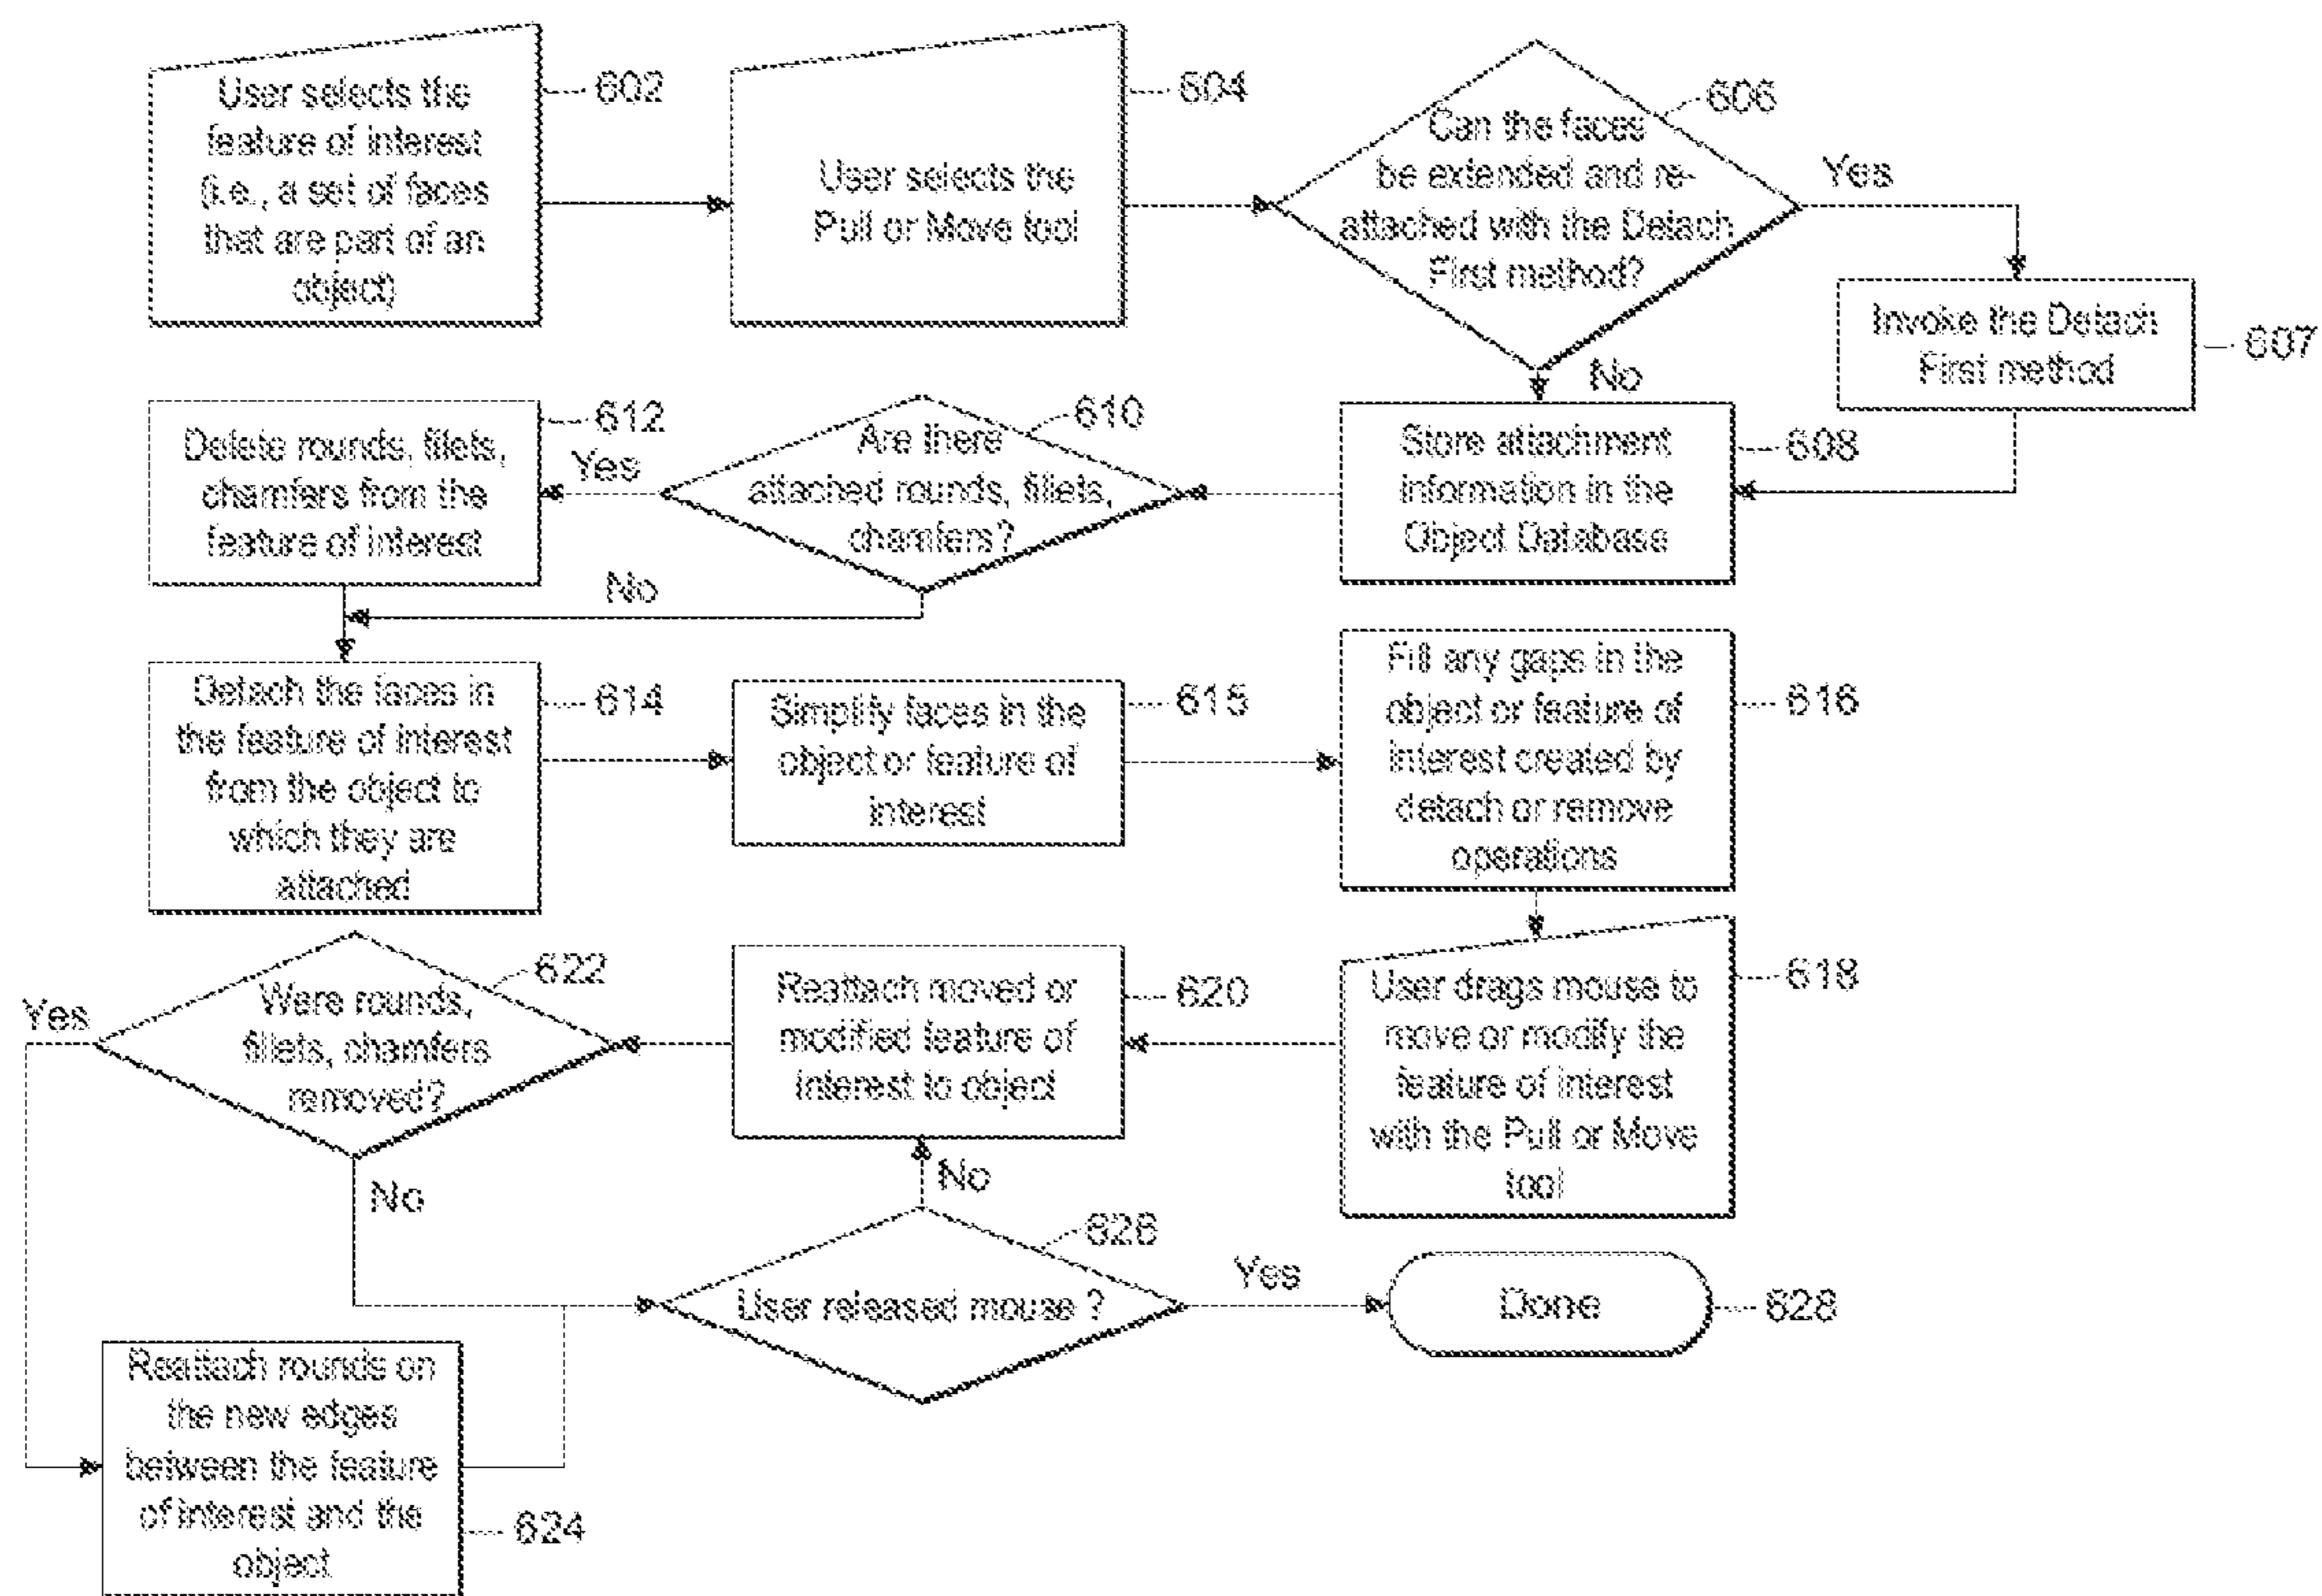 User selects the
feature of interest
(i.e., a set of faces
that are part of an
object)
602
User selects the
Pull or Move tool
604
Can the faces
be extended and re-
attached with the Detach
First method?
606
Yes
No
Invoke the Detach
First method
607
Store attachment
information in the
Object Database
608
Are there
attached rounds, fillets,
chamfers?
610
Yes
No
Delete rounds, fillets,
chamfers from the
feature of interest
612
Detach the faces in
the feature of interest
from the object to
which they are
attached
614
Simplify faces in the
object or feature of
interest
615
Fill any gaps in the
object or feature of
interest created by
detach or remove
operations
616
User drags mouse to
move or modify the
feature of interest
with the Pull or Move
tool
618
Reattach moved or
modified feature of
interest to object
620
Were rounds,
fillets, chamfers
removed?
622
Yes
No
Reattach rounds on
the new edges
between the feature
of interest and the
object
624
User released mouse ?
626
No
Yes
Done
628